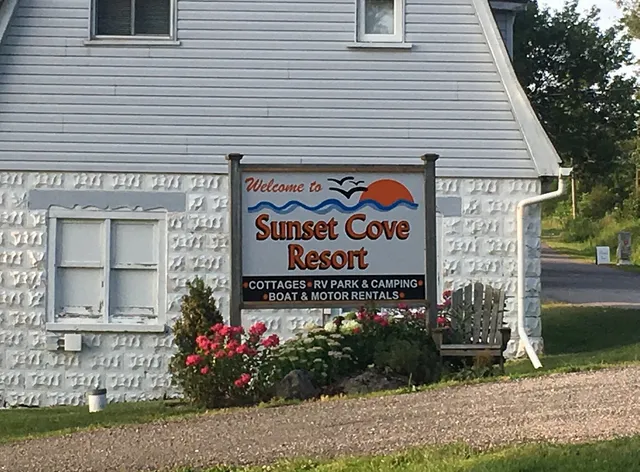 Welcome to
Sunset Cove
Resort
• COTTAGES • RV PARK & CAMPING •
• BOAT & MOTOR RENTALS •